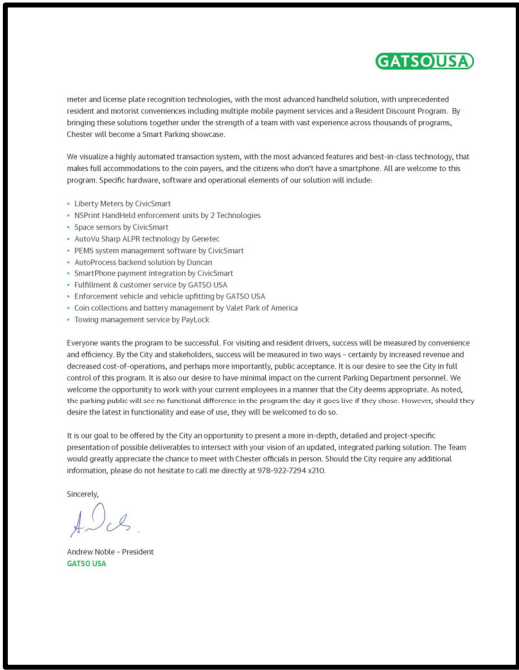 GATSOUSA
meter and license plate recognition technologies, with the most advanced handheld solution, with unprecedented
resident and motorist conveniences including multiple mobile payment services and a Resident Discount Program. By
bringing these solutions together under the strength of a team with vast experience across thousands of programs,
Chester will become a Smart Parking showcase.
We visualize a highly automated transaction system, with the most advanced features and best-in-class technology, that
makes full accommodations to the coin payers, and the citizens who don't have a smartphone. All are welcome to this
program. Specific hardware, software and operational elements of our solution will include:
• Liberty Meters by CivicSmart
• N5Print HandHeld enforcement units by 2 Technologies
• Space sensors by CivicSmart
• AutoVu Sharp ALPR technology by Genetec
• PEMS system management software by CivicSmart
• AutoProcess backend solution by Duncan
• SmartPhone payment integration by CivicSmart
• Fulfillment & customer service by GATSO USA
• Enforcement vehicle and vehicle upfitting by GATSO USA
• Coin collections and battery management by Valet Park of America
• Towing management service by PayLock
Everyone wants the program to be successful. For visiting and resident drivers, success will be measured by convenience
and efficiency. By the City and stakeholders, success will be measured in two ways – certainly by increased revenue and
decreased cost-of-operations, and perhaps more importantly, public acceptance. It is our desire to see the City in full
control of this program. It is also our desire to have minimal impact on the current Parking Department personnel. We
welcome the opportunity to work with your current employees in a manner that the City deems appropriate. As noted,
the parking public will see no functional difference in the program the day it goes live if they chose. However, should they
desire the latest in functionality and ease of use, they will be welcomed to do so.
It is our goal to be offered by the City an opportunity to present a more in-depth, detailed and project-specific
presentation of possible deliverables to intersect with your vision of an updated, integrated parking solution. The Team
would greatly appreciate the chance to meet with Chester officials in person. Should the City require any additional
information, please do not hesitate to call me directly at 978-922-7294 x210.
Sincerely,
Andrew Noble – President
GATSO USA